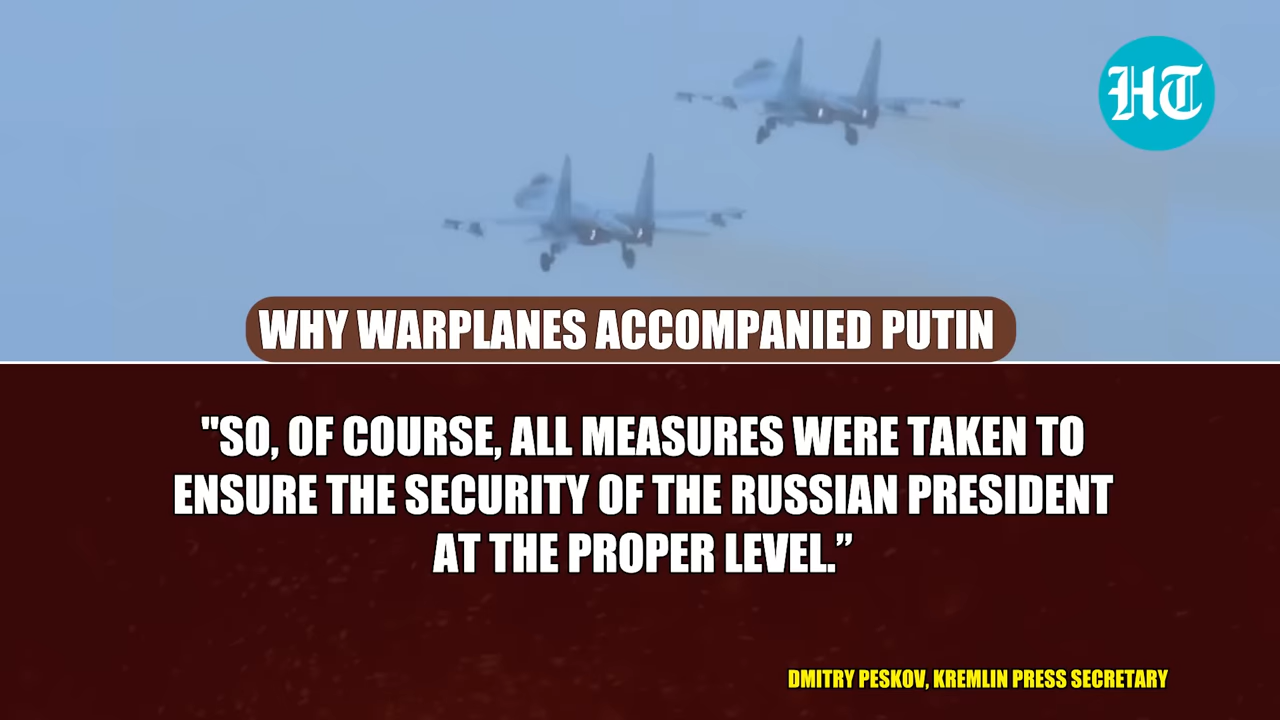 HT
WHY WARPLANES ACCOMPANIED PUTIN
"SO, OF COURSE, ALL MEASURES WERE TAKEN TO
ENSURE THE SECURITY OF THE RUSSIAN PRESIDENT
AT THE PROPER LEVEL.”
DMITRY PESKOV, KREMLIN PRESS SECRETARY